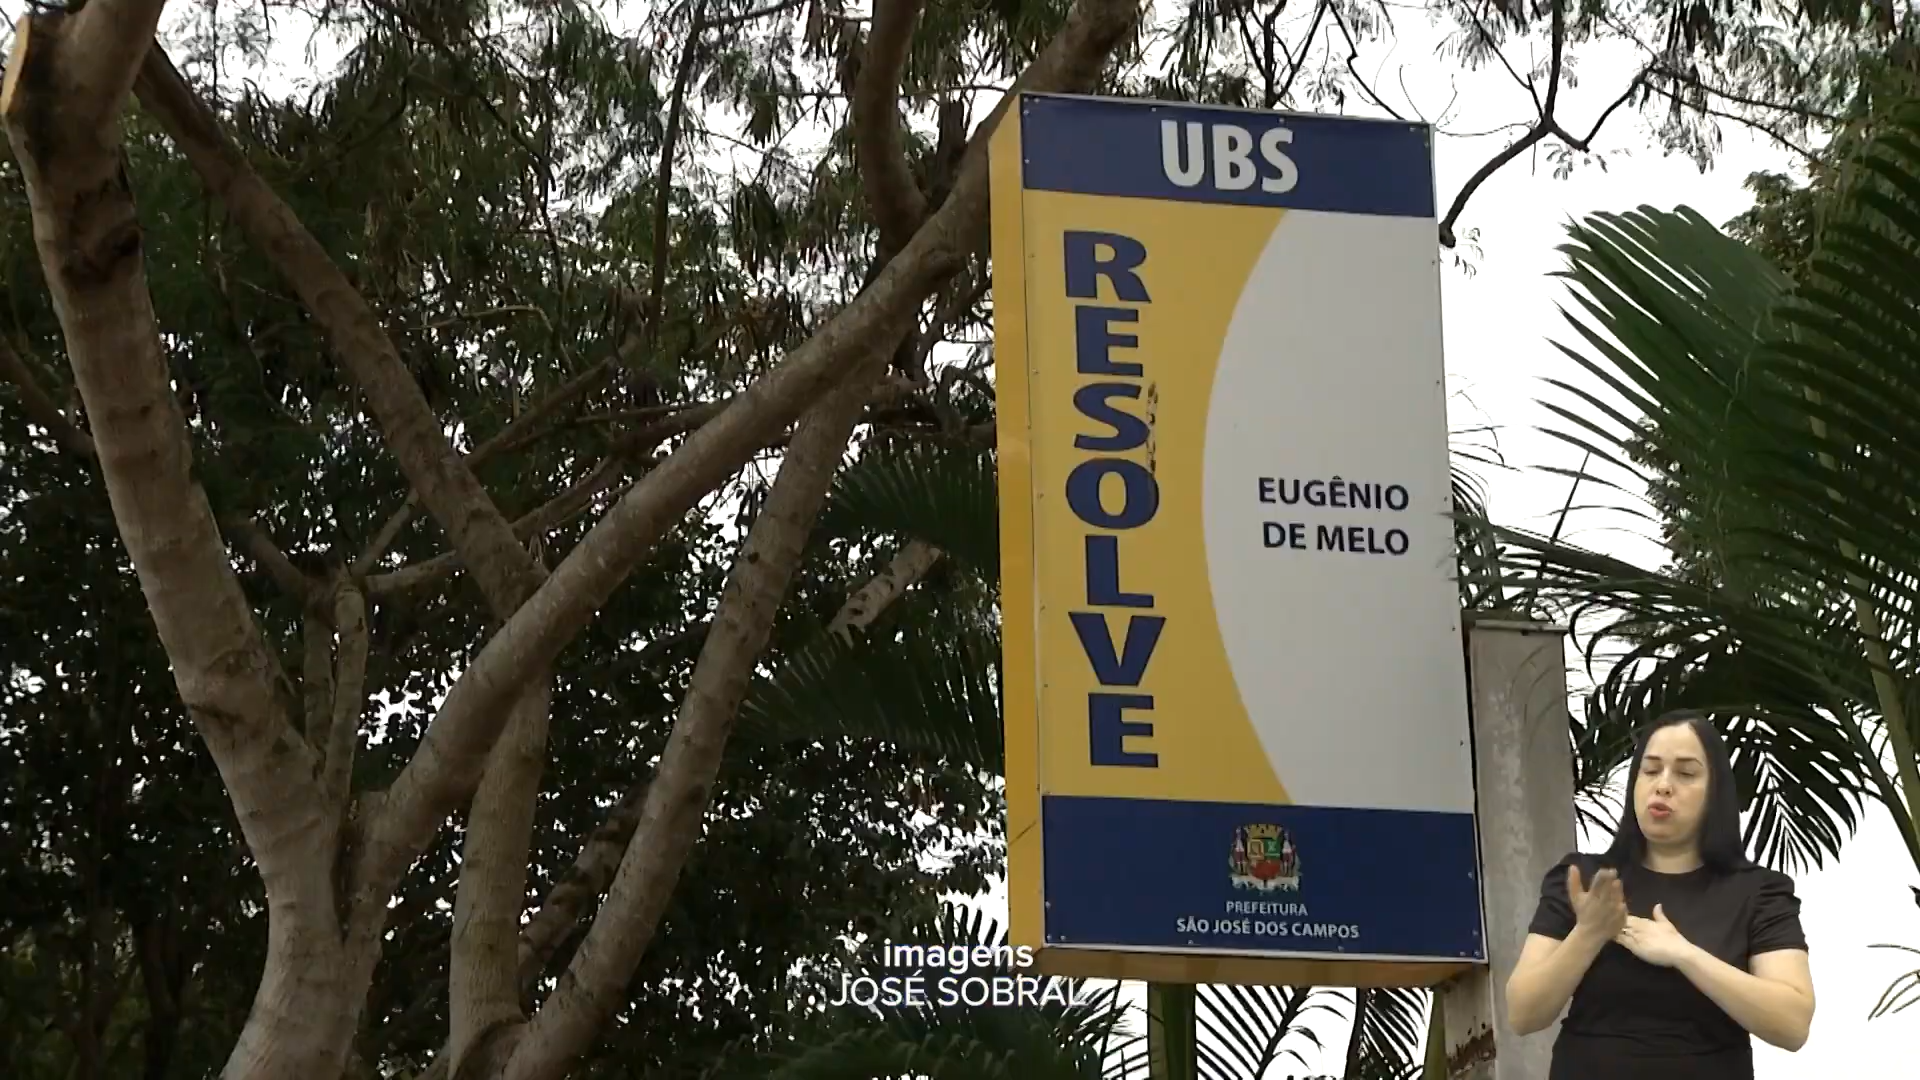 UBS
RESOLVE
EUGÊNIO
DE MELO
PREFEITURA
SÃO JOSÉ DOS CAMPOS
imagens
JOSÉ SOBRAL